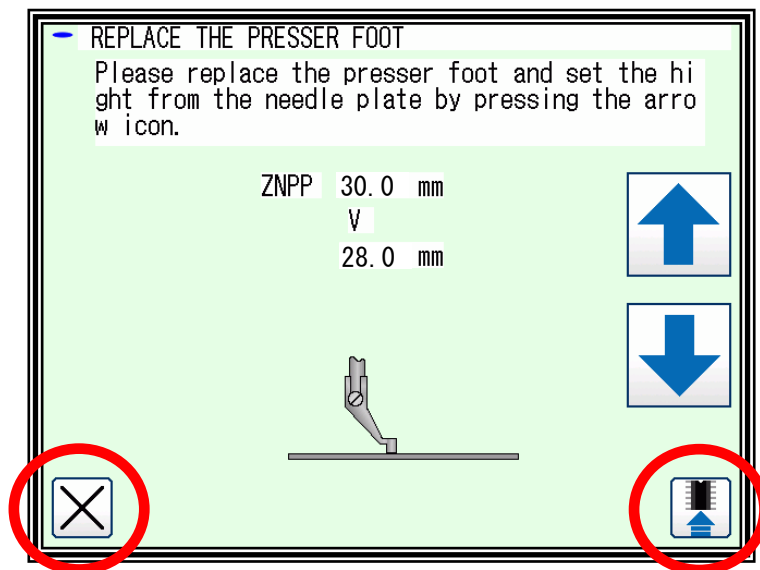 REPLACE THE PRESSER FOOT
Please replace the presser foot and set the hi
ght from the needle plate by pressing the arro
w icon.
ZNPP 30.0 mm
V
28.0 mm